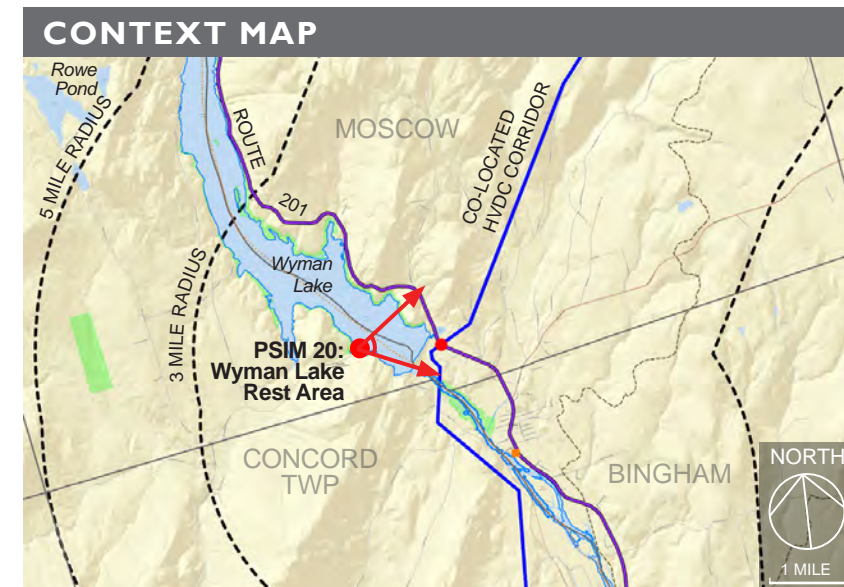 CONTEXT MAP
Rowe
Pond
5 MILE RADIUS
ROUTE
201
MOSCOW
CO-LOCATED
HVDC CORRIDOR
3 MILE RADIUS
Wyman
Lake
PSIM 20:
Wyman Lake
Rest Area
CONCORD
TWP
BINGHAM
NORTH
1 MILE